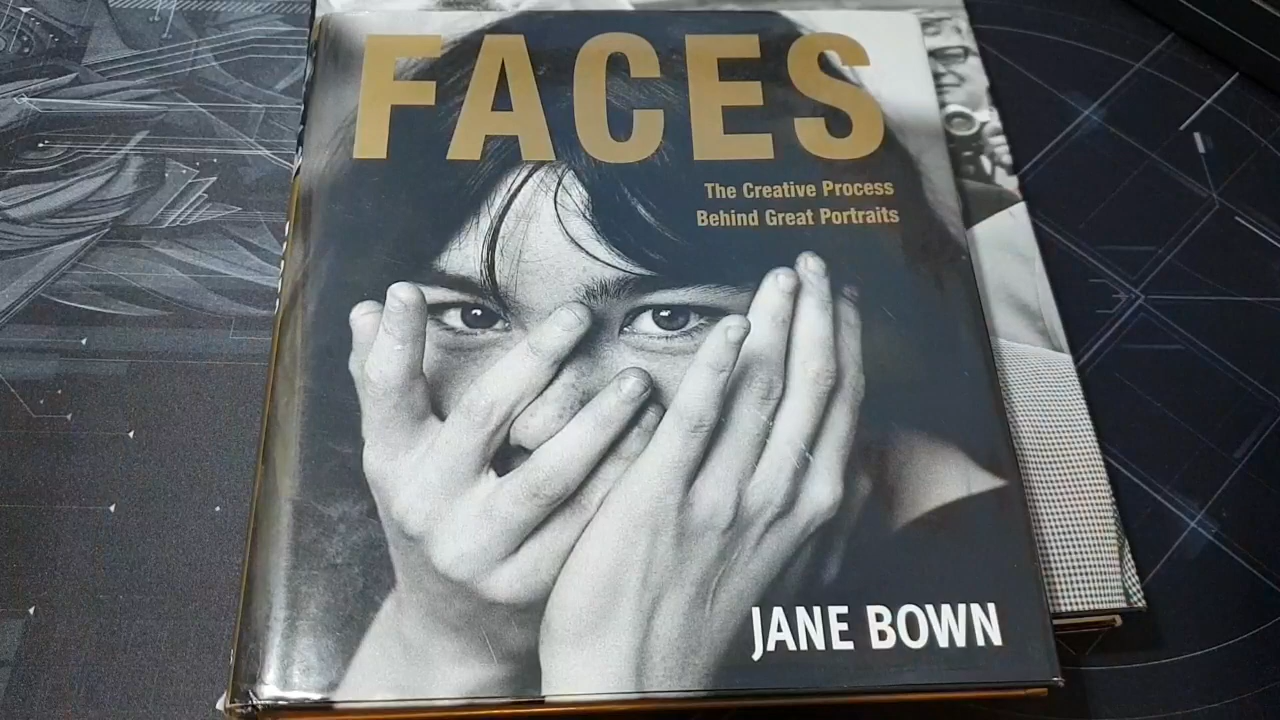 FACES
The Creative Process
Behind Great Portraits
JANE BOWN